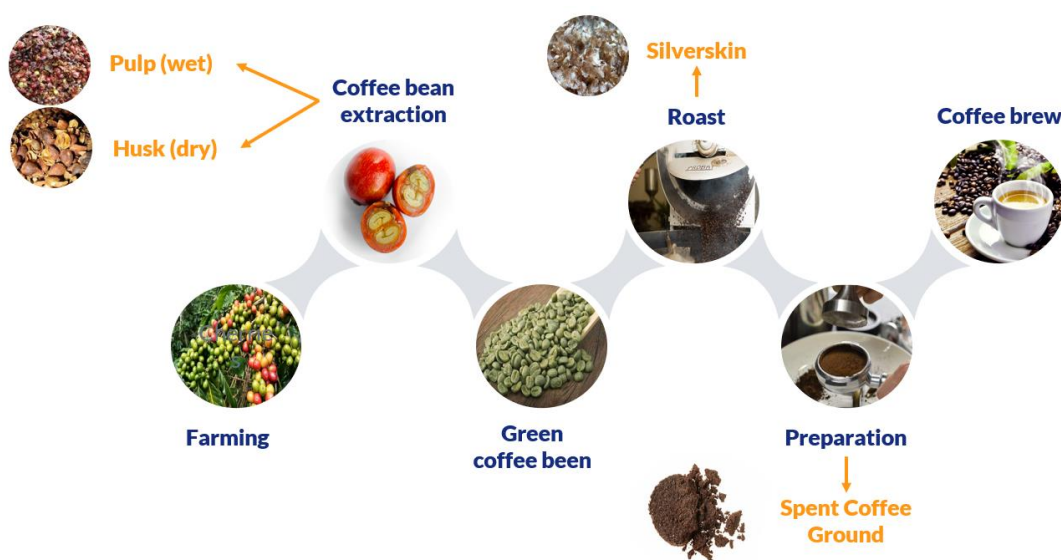 Pulp (wet)
Husk (dry)
Coffee bean
extraction
Silverskin
Roast
Coffee brew
Farming
Green
coffee been
Preparation
Spent Coffee
Ground